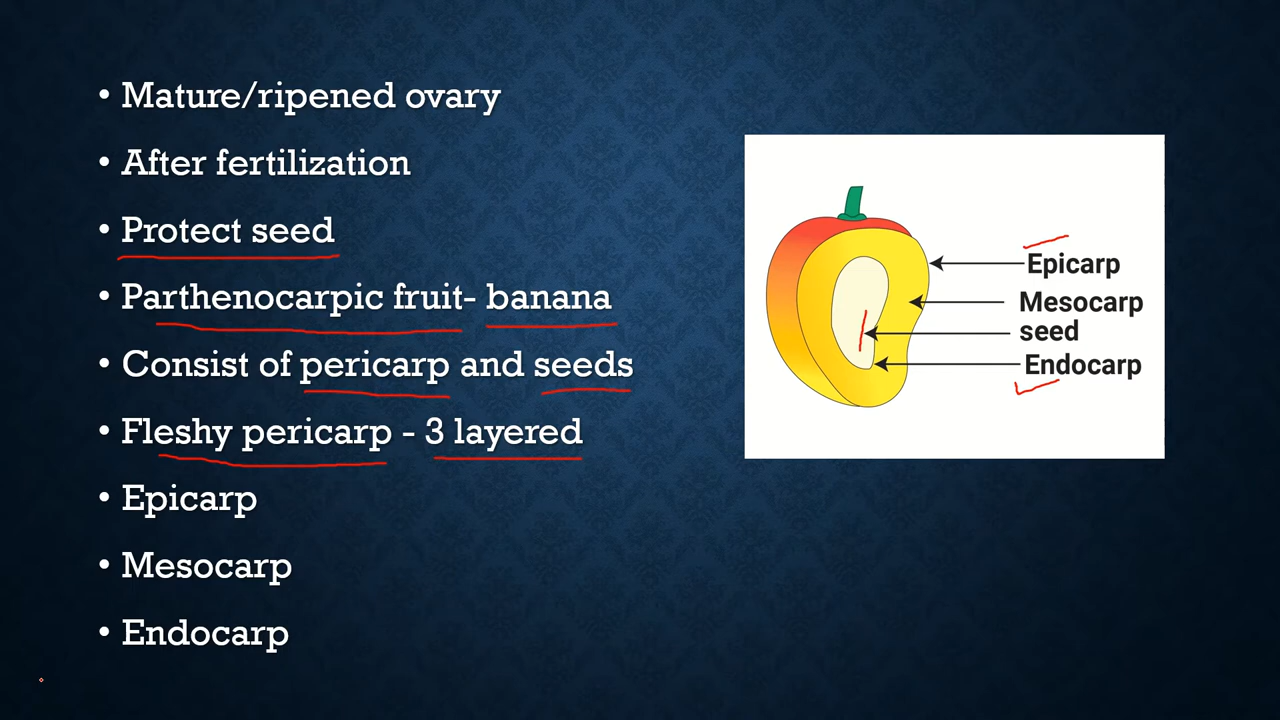 • Mature/ripened ovary
• After fertilization
• Protect seed
• Parthenocarpic fruit- banana
• Consist of pericarp and seeds
• Fleshy pericarp - 3 layered
• Epicarp
• Mesocarp
• Endocarp
Epicarp
Mesocarp
seed
Endocarp